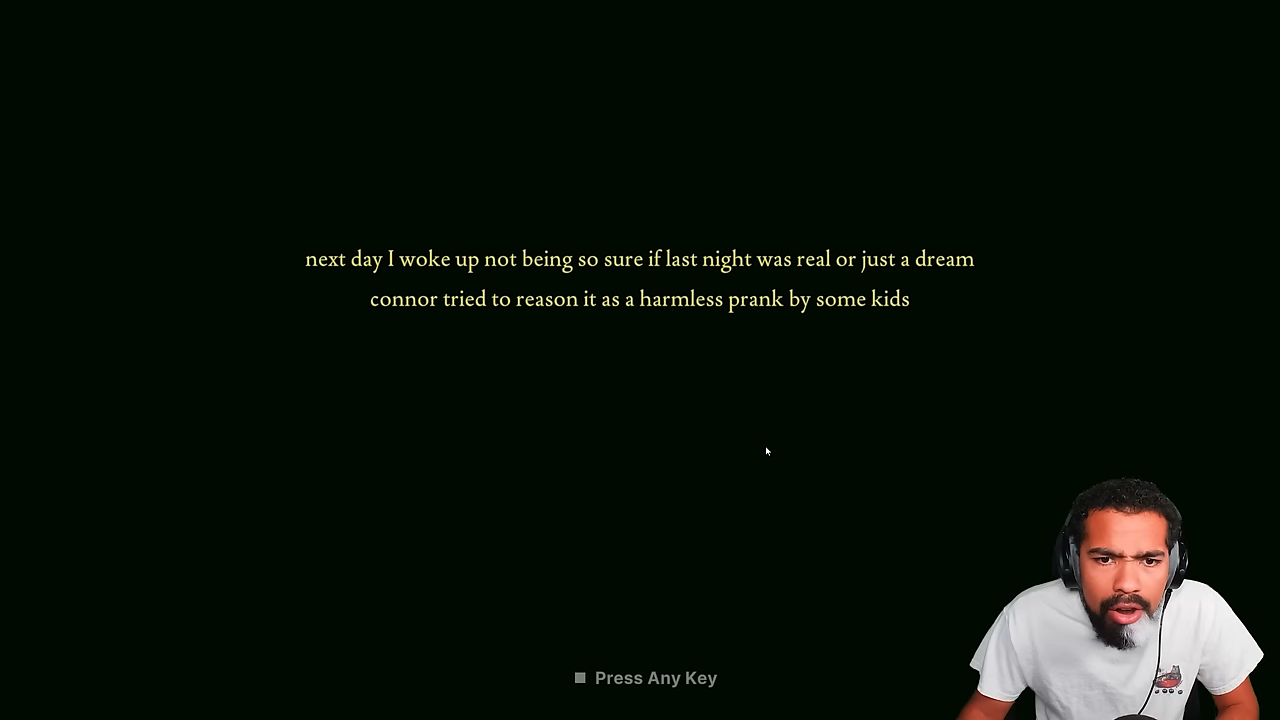 next day I woke up not being so sure if last night was real or just a dream
connor tried to reason it as a harmless prank by some kids
Press Any Key